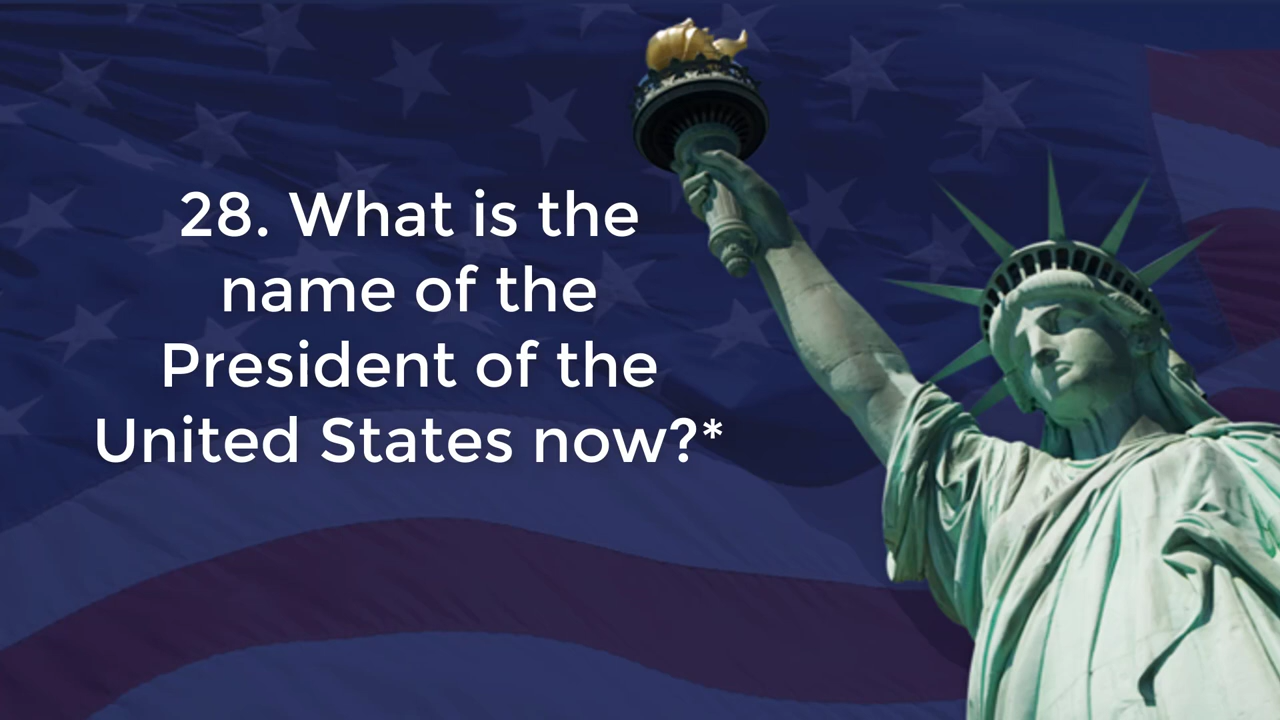 28. What is the
name of the
President of the
United States now?*